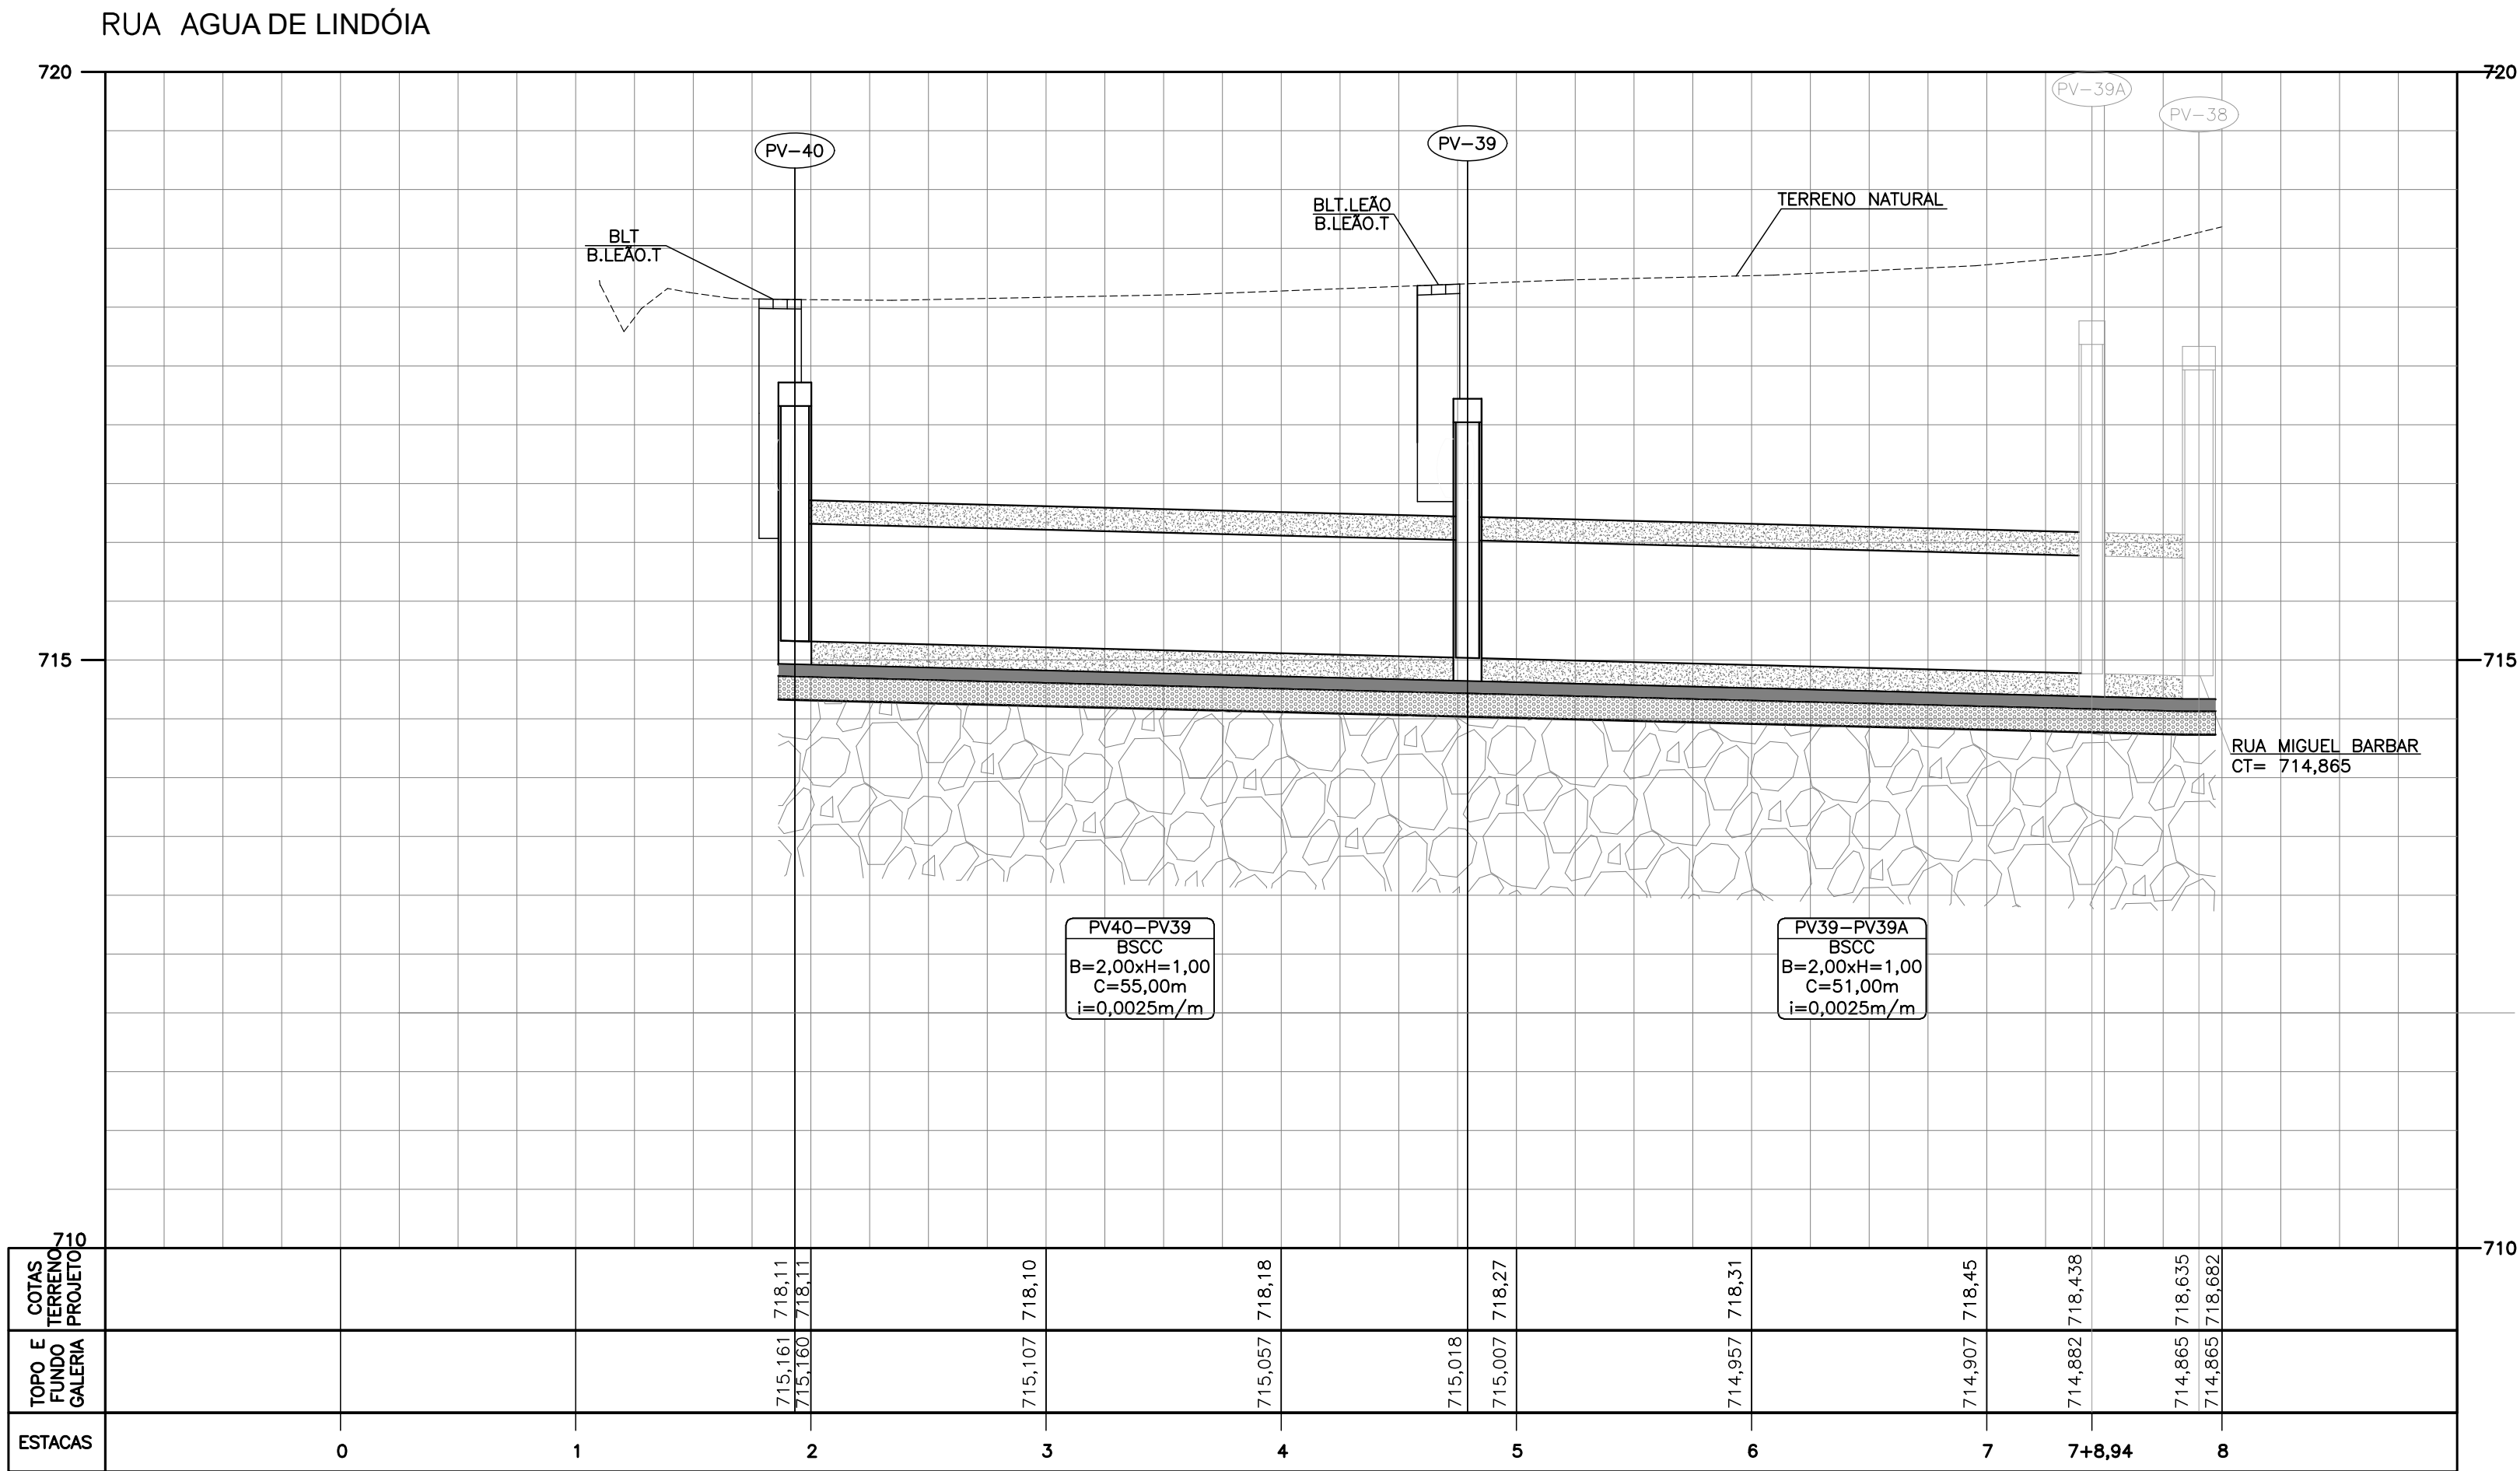 RUA AGUA DE LINDÓIA
720
720
PV-39A
PV-38
PV-40
PV-39
BLT
B.LEÃO.T
BLT.LEÃO
B.LEÃO.T
TERRENO NATURAL
715
715
RUA MIGUEL BARBAR
CT= 714,865
PV40-PV39
BSCC
B=2,00xH=1,00
C=55,00m
i=0,0025m/m
PV39-PV39A
BSCC
B=2,00xH=1,00
C=51,00m
i=0,0025m/m
710
710
COTAS
TERRENO
PROJETO
718,11
718,11
718,10
718,18
718,27
718,31
718,45
718,438
718,635
718,682
TOPO E
FUNDO
GALERIA
715,161
715,160
715,107
715,057
715,018
715,007
714,957
714,907
714,882
714,865
714,865
ESTACAS
0
1
2
3
4
5
6
7
7+8,94
8